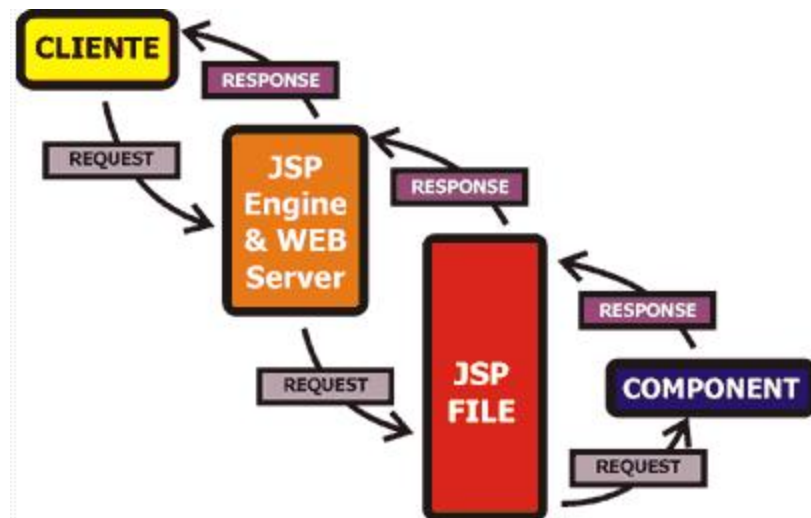 CLIENTE
RESPONSE
REQUEST
JSP
Engine
& WEB
Server
RESPONSE
REQUEST
JSP
FILE
RESPONSE
COMPONENT
REQUEST